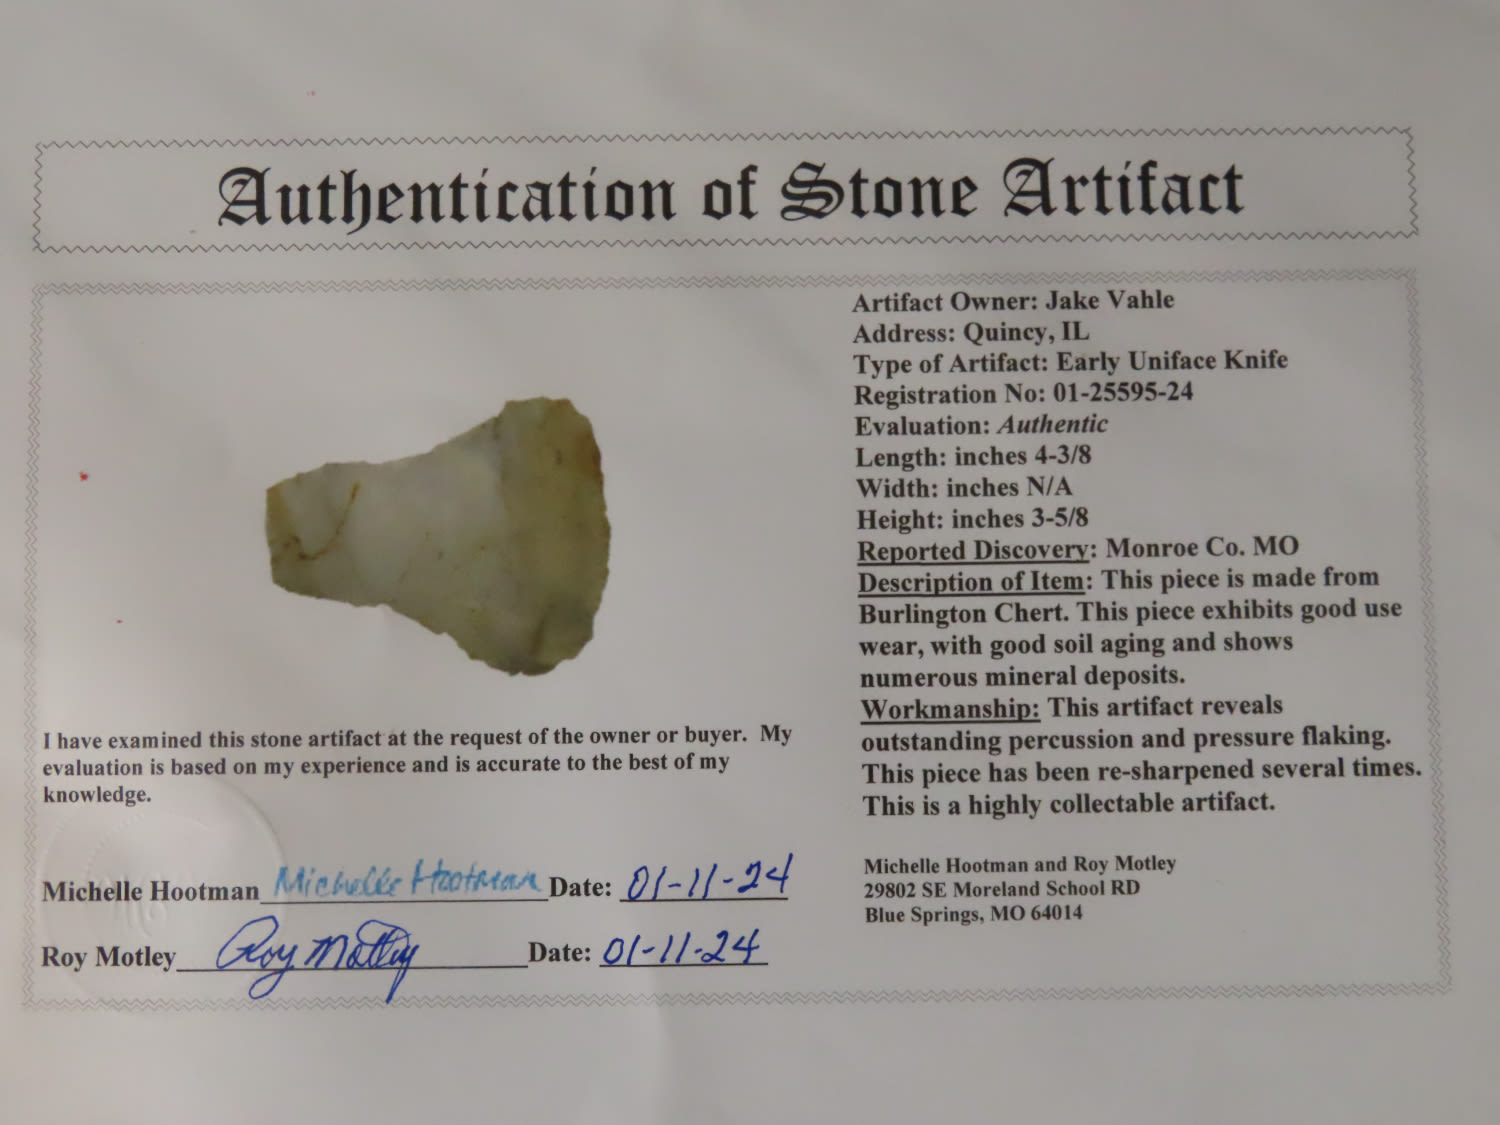 Authentication of Stone Artifact
Artifact Owner: Jake Vahle
Address: Quincy, IL
Type of Artifact: Early Uniface Knife
Registration No: 01-25595-24
Evaluation: Authentic
Length: inches 4-3/8
Width: inches N/A
Height: inches 3-5/8
Reported Discovery: Monroe Co. MO
Description of Item: This piece is made from
Burlington Chert. This piece exhibits good use
wear, with good soil aging and shows
numerous mineral deposits.
Workmanship: This artifact reveals
outstanding percussion and pressure flaking.
This piece has been re-sharpened several times.
This is a highly collectable artifact.
I have examined this stone artifact at the request of the owner or buyer. My
evaluation is based on my experience and is accurate to the best of my
knowledge.
Michelle Hootman Michelle Hootman Date: 01-11-24
Roy Motley Roy Motley Date: 01-11-24
Michelle Hootman and Roy Motley
29802 SE Moreland School RD
Blue Springs, MO 64014